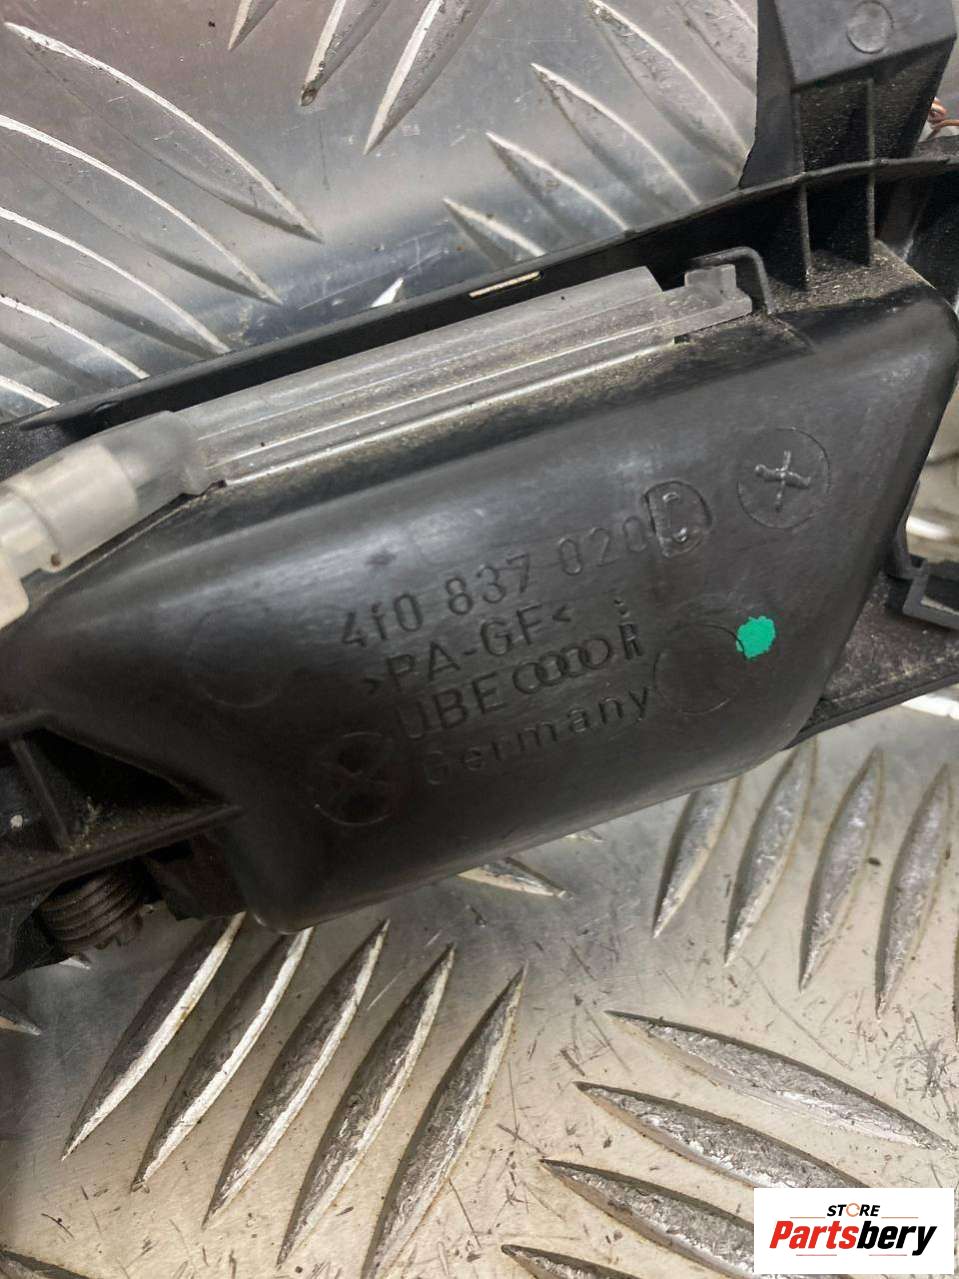 4f0 837 020 C
>PA-GF<
UBE R
Germany
STORE
Partsbery